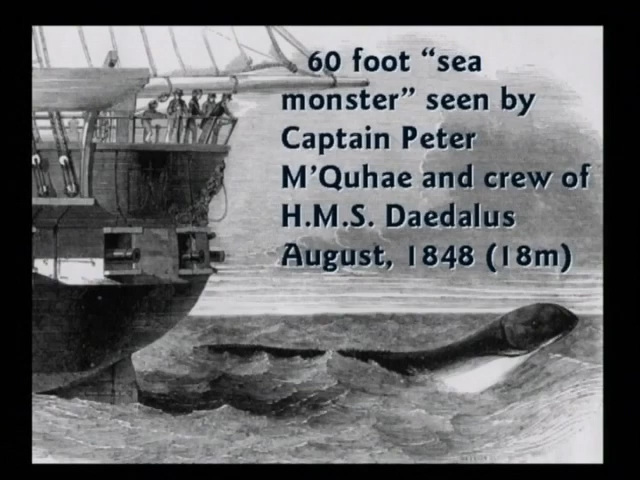 60 foot “sea
monster” seen by
Captain Peter
M’Quhae and crew of
H.M.S. Daedalus
August, 1848 (18m)